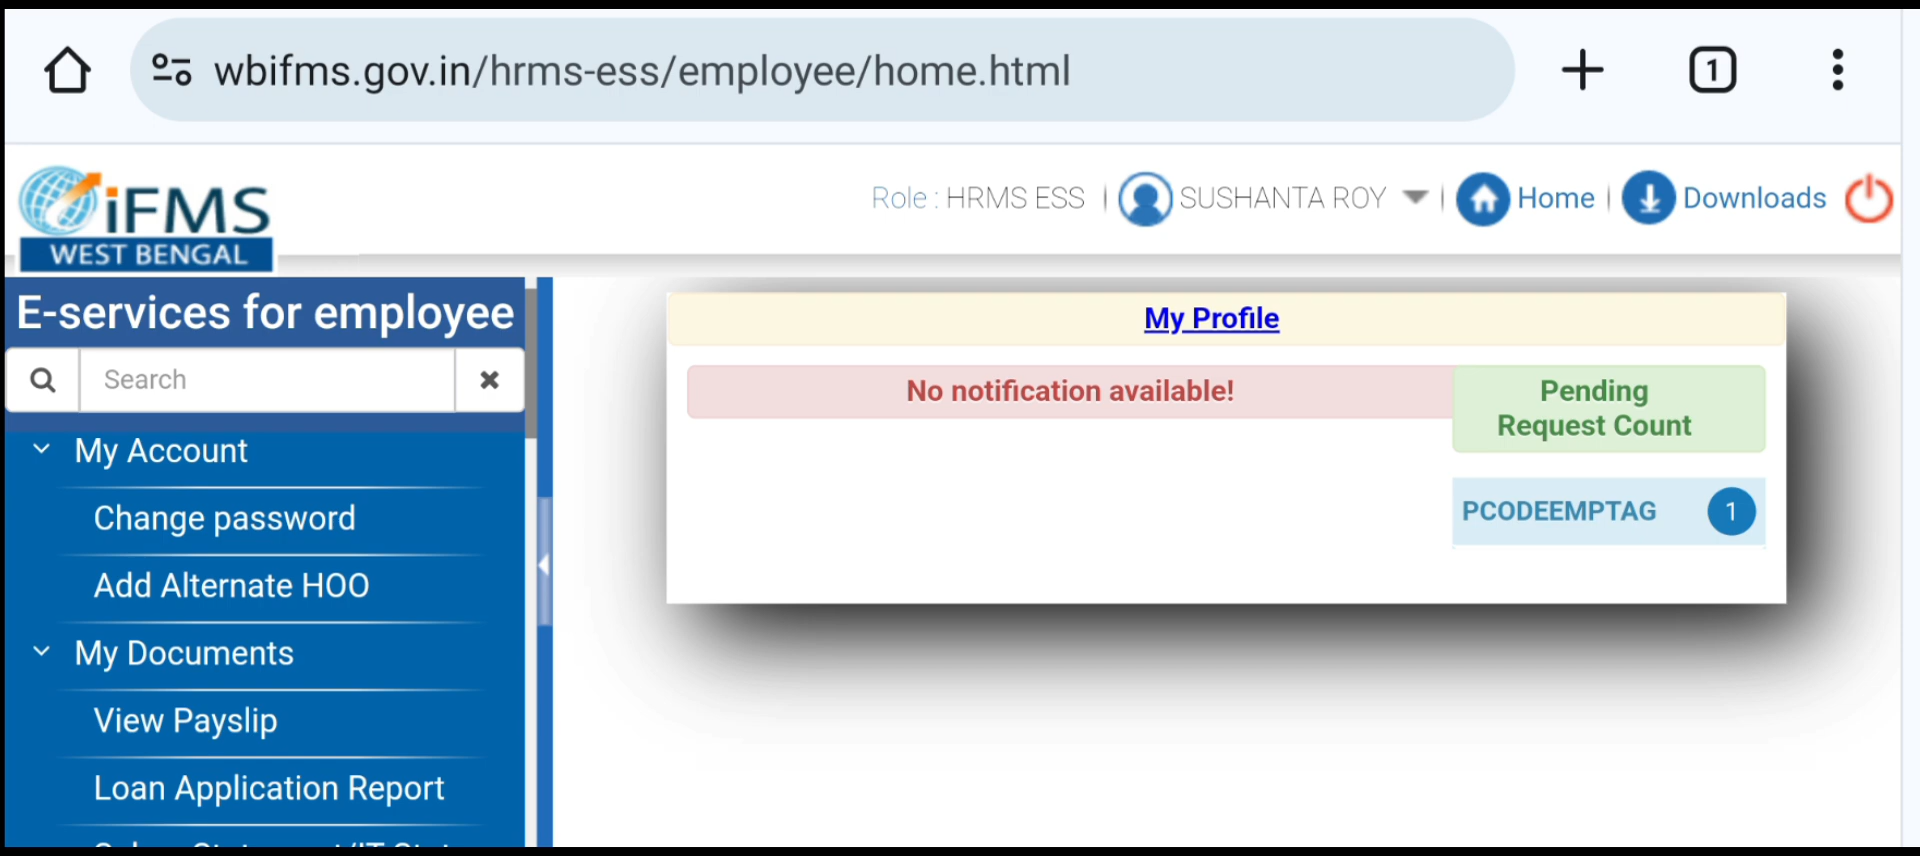 wbifms.gov.in/hrms-ess/employee/home.html
1
iFMS
WEST BENGAL
Role : HRMS ESS | SUSHANTA ROY | Home | Downloads
E-services for employee
Search
My Account
Change password
Add Alternate HOO
My Documents
View Payslip
Loan Application Report
My Profile
No notification available!
Pending
Request Count
PCODEEMPTAG 1